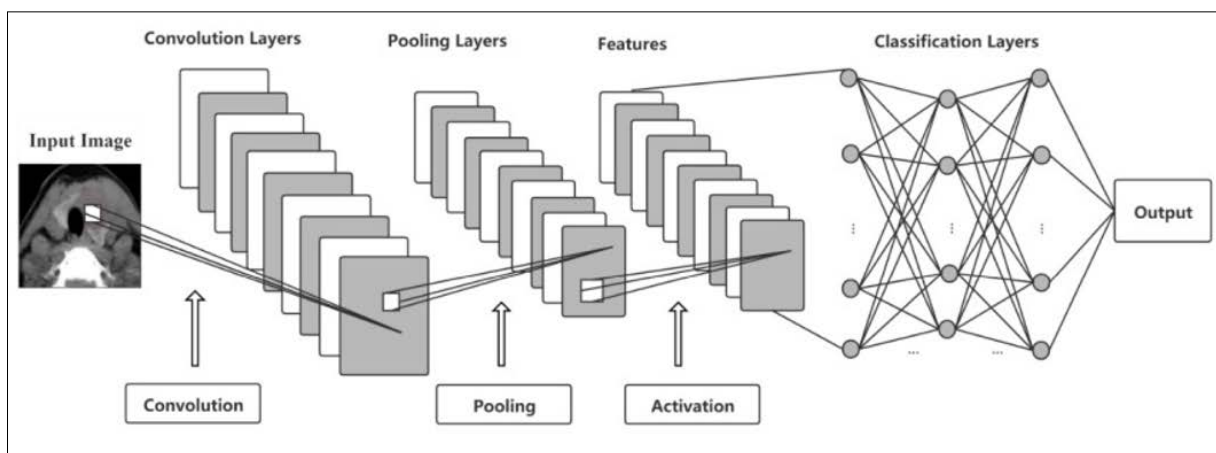 Convolution Layers
Pooling Layers
Features
Classification Layers
Input Image
Output
...
...
...
...
...
Convolution
Pooling
Activation